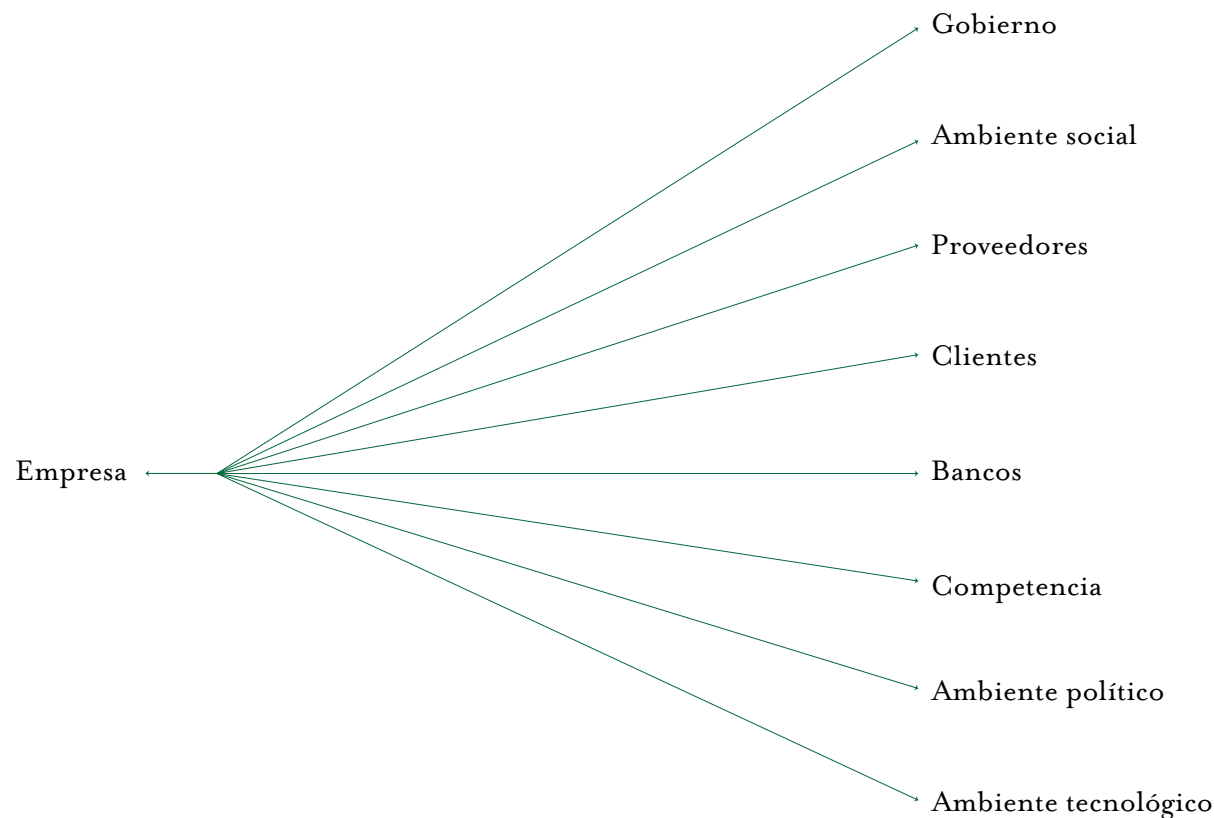 Gobierno
Ambiente social
Proveedores
Clientes
Empresa
Bancos
Competencia
Ambiente político
Ambiente tecnológico